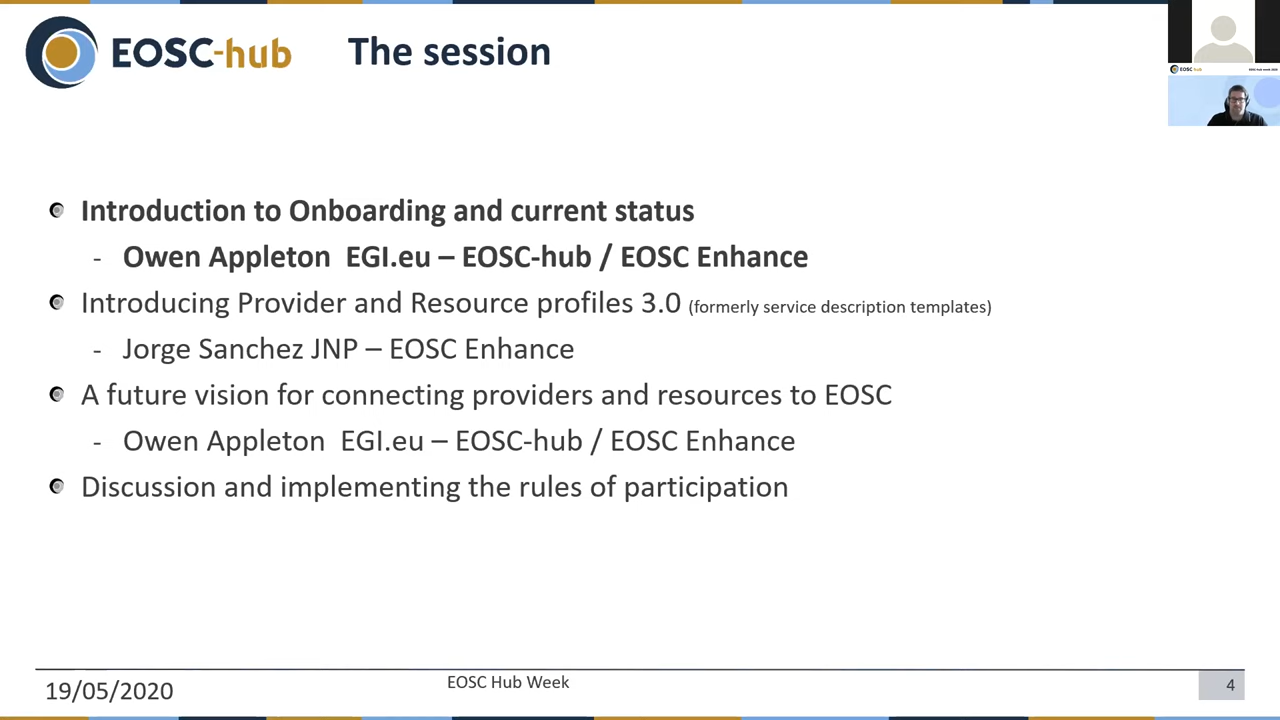 EOSC-hub
The session
EOSC-hub
Introduction to Onboarding and current status
- Owen Appleton EGI.eu – EOSC-hub / EOSC Enhance
Introducing Provider and Resource profiles 3.0 (formerly service description templates)
- Jorge Sanchez JNP – EOSC Enhance
A future vision for connecting providers and resources to EOSC
- Owen Appleton EGI.eu – EOSC-hub / EOSC Enhance
Discussion and implementing the rules of participation
19/05/2020
EOSC Hub Week
4